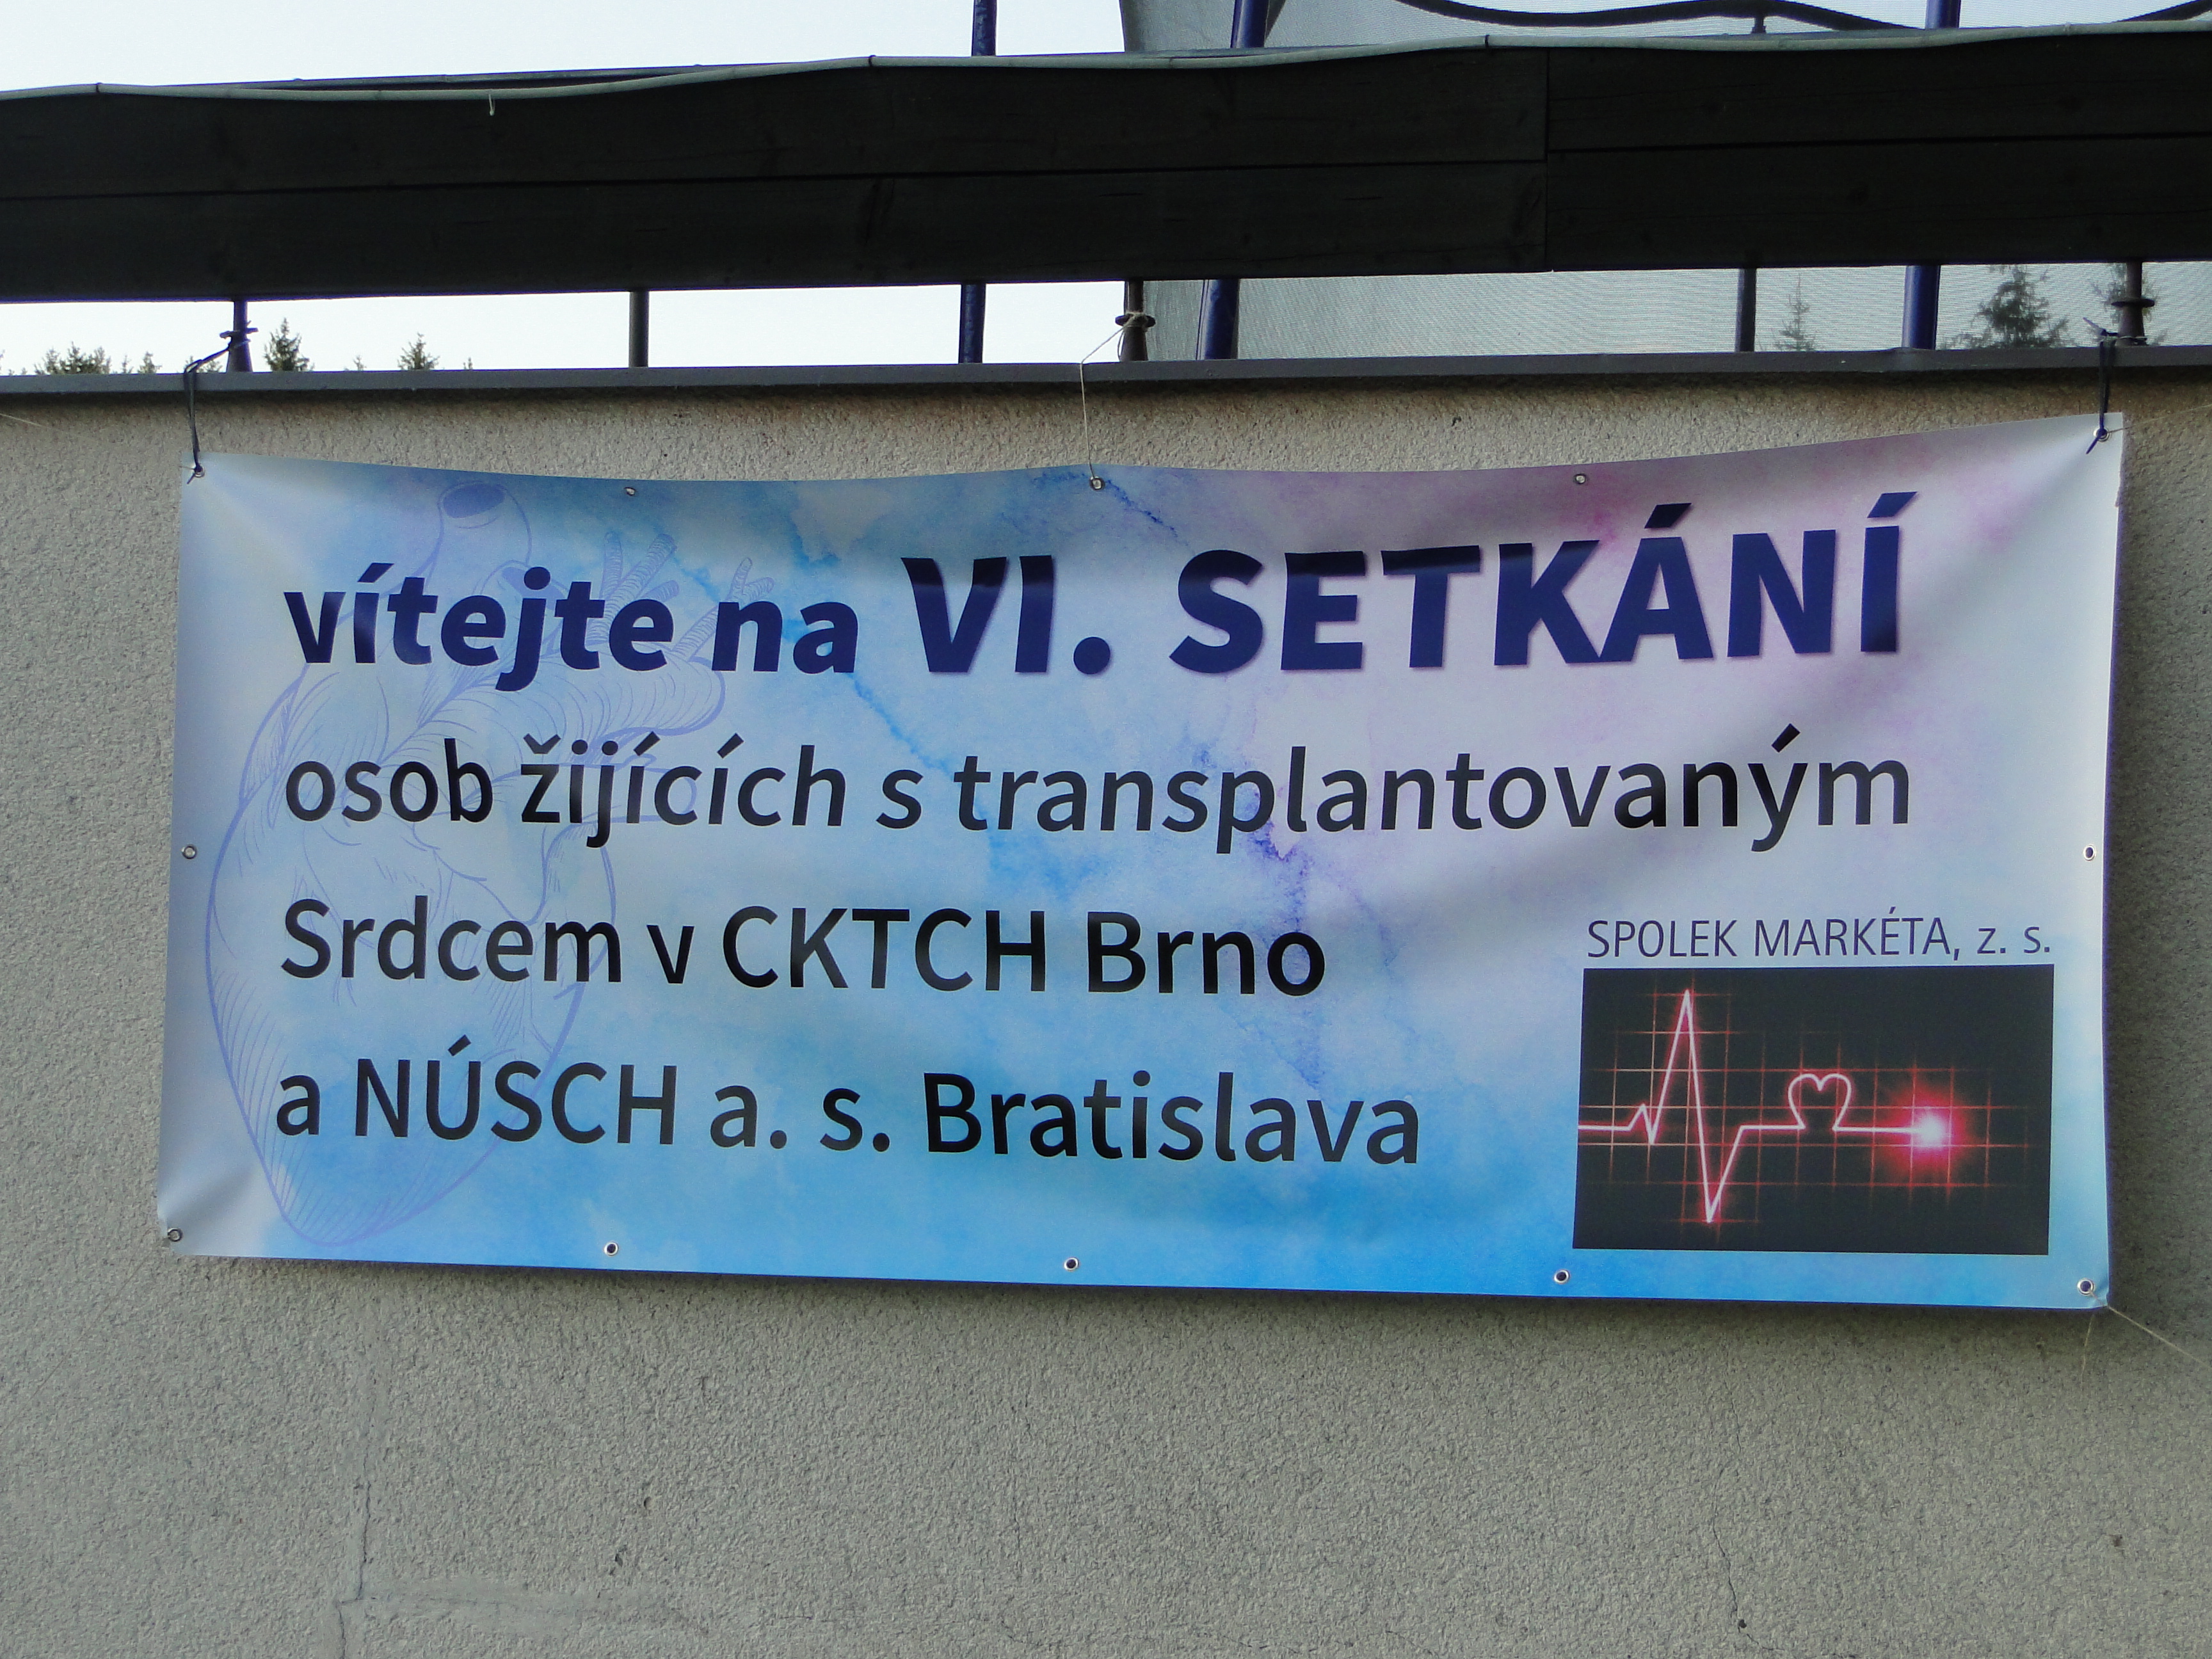 vítejte na VI. SETKÁNÍ
osob žijících s transplantovaným
Srdcem v CKTCH Brno
a NÚSCH a. s. Bratislava
SPOLEK MARKÉTA, z. s.